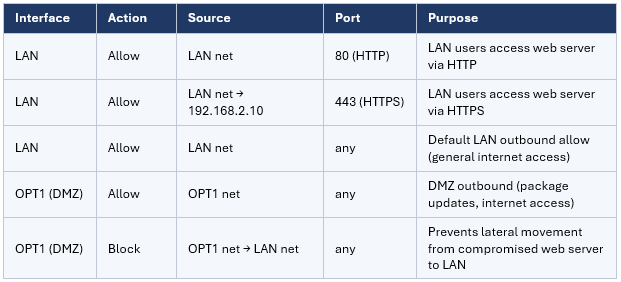 Interface Action Source Port Purpose
LAN Allow LAN net 80 (HTTP) LAN users access web server
via HTTP
LAN Allow LAN net → 443 (HTTPS) LAN users access web server
192.168.2.10 via HTTPS
LAN Allow LAN net any Default LAN outbound allow
(general internet access)
OPT1 (DMZ) Allow OPT1 net any DMZ outbound (package
updates, internet access)
OPT1 (DMZ) Block OPT1 net → LAN net any Prevents lateral movement
from compromised web server
to LAN